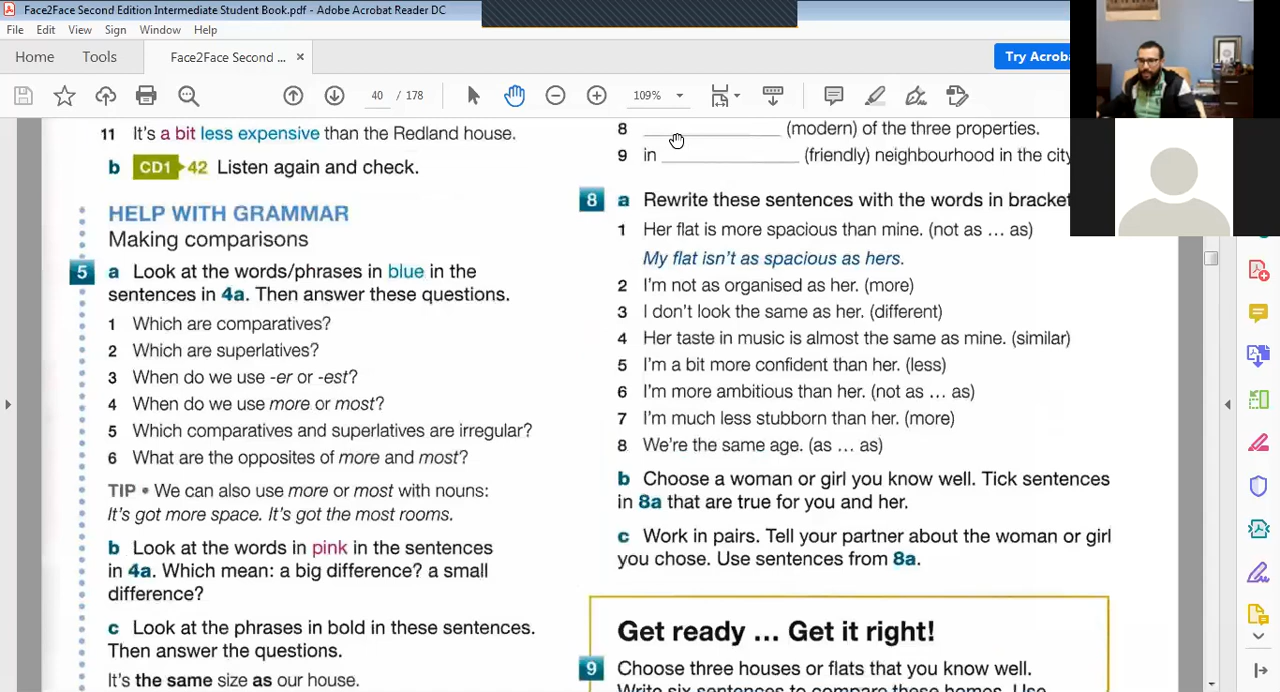 Face2Face Second Edition Intermediate Student Book.pdf - Adobe Acrobat Reader DC
File Edit View Sign Window Help
Home Tools Face2Face Second ... × Try Acroba
40 / 178 109%
11 It's a bit less expensive than the Redland house.
b CD1 42 Listen again and check.
HELP WITH GRAMMAR
Making comparisons
5 a Look at the words/phrases in blue in the
sentences in 4a. Then answer these questions.
1 Which are comparatives?
2 Which are superlatives?
3 When do we use -er or -est?
4 When do we use more or most?
5 Which comparatives and superlatives are irregular?
6 What are the opposites of more and most?
TIP • We can also use more or most with nouns:
It's got more space. It's got the most rooms.
b Look at the words in pink in the sentences
in 4a. Which mean: a big difference? a small
difference?
c Look at the phrases in bold in these sentences.
Then answer the questions.
It's the same size as our house.
8 ____________ (modern) of the three properties.
9 in ____________ (friendly) neighbourhood in the city
8 a Rewrite these sentences with the words in bracket
1 Her flat is more spacious than mine. (not as … as)
My flat isn't as spacious as hers.
2 I'm not as organised as her. (more)
3 I don't look the same as her. (different)
4 Her taste in music is almost the same as mine. (similar)
5 I'm a bit more confident than her. (less)
6 I'm more ambitious than her. (not as … as)
7 I'm much less stubborn than her. (more)
8 We're the same age. (as … as)
b Choose a woman or girl you know well. Tick sentences
in 8a that are true for you and her.
c Work in pairs. Tell your partner about the woman or girl
you chose. Use sentences from 8a.
Get ready … Get it right!
9 Choose three houses or flats that you know well.
Write six sentences to compare these homes. Use